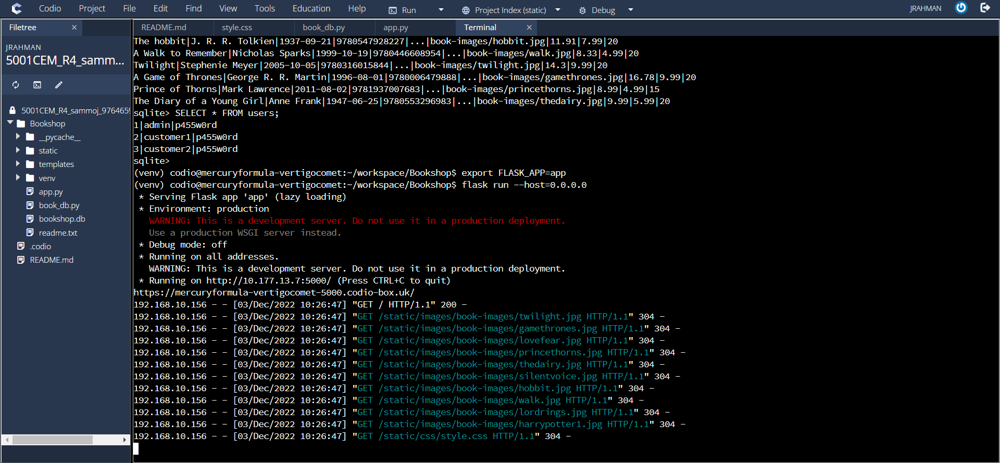 Codio Project File Edit Find View Tools Education Help Run Project Index (static) Debug JRAHMAN
Filetree ×
JRAHMAN
5001CEM_R4_samm...
5001CEM_R4_sammoj_976465
Bookshop
__pycache__
static
templates
venv
app.py
book_db.py
bookshop.db
readme.txt
.codio
README.md
README.md style.css book_db.py app.py Terminal ×
The hobbit|J. R. R. Tolkien|1937-09-21|9780547928227|...|book-images/hobbit.jpg|11.91|7.99|20
A Walk to Remember|Nicholas Sparks|1999-10-19|9780446608954|...|book-images/walk.jpg|8.33|4.99|20
Twilight|Stephenie Meyer|2005-10-05|9780316015844|...|book-images/twilight.jpg|14.3|9.99|20
A Game of Thrones|George R. R. Martin|1996-08-01|9780006479888|...|book-images/gamethrones.jpg|16.78|9.99|20
Prince of Thorns|Mark Lawrence|2011-08-02|9781937007683|...|book-images/princethorns.jpg|8.99|4.99|15
The Diary of a Young Girl|Anne Frank|1947-06-25|9780553296983|...|book-images/thedairy.jpg|9.99|5.99|20
sqlite> SELECT * FROM users;
1|admin|p455w0rd
2|customer1|p455w0rd
3|customer2|p455w0rd
sqlite>
(venv) codio@mercuryformula-vertigocomet:~/workspace/Bookshop$ export FLASK_APP=app
(venv) codio@mercuryformula-vertigocomet:~/workspace/Bookshop$ flask run --host=0.0.0.0
* Serving Flask app 'app' (lazy loading)
* Environment: production
WARNING: This is a development server. Do not use it in a production deployment.
Use a production WSGI server instead.
* Debug mode: off
* Running on all addresses.
WARNING: This is a development server. Do not use it in a production deployment.
* Running on http://10.177.13.7:5000/ (Press CTRL+C to quit)
https://mercuryformula-vertigocomet-5000.codio-box.uk/
192.168.10.156 - - [03/Dec/2022 10:26:47] "GET / HTTP/1.1" 200 -
192.168.10.156 - - [03/Dec/2022 10:26:47] "GET /static/images/book-images/twilight.jpg HTTP/1.1" 304 -
192.168.10.156 - - [03/Dec/2022 10:26:47] "GET /static/images/book-images/gamethrones.jpg HTTP/1.1" 304 -
192.168.10.156 - - [03/Dec/2022 10:26:47] "GET /static/images/book-images/lovefear.jpg HTTP/1.1" 304 -
192.168.10.156 - - [03/Dec/2022 10:26:47] "GET /static/images/book-images/princethorns.jpg HTTP/1.1" 304 -
192.168.10.156 - - [03/Dec/2022 10:26:47] "GET /static/images/book-images/thedairy.jpg HTTP/1.1" 304 -
192.168.10.156 - - [03/Dec/2022 10:26:47] "GET /static/images/book-images/silentvoice.jpg HTTP/1.1" 304 -
192.168.10.156 - - [03/Dec/2022 10:26:47] "GET /static/images/book-images/hobbit.jpg HTTP/1.1" 304 -
192.168.10.156 - - [03/Dec/2022 10:26:47] "GET /static/images/book-images/walk.jpg HTTP/1.1" 304 -
192.168.10.156 - - [03/Dec/2022 10:26:47] "GET /static/images/book-images/lordrings.jpg HTTP/1.1" 304 -
192.168.10.156 - - [03/Dec/2022 10:26:47] "GET /static/images/book-images/harrypotter1.jpg HTTP/1.1" 304 -
192.168.10.156 - - [03/Dec/2022 10:26:47] "GET /static/css/style.css HTTP/1.1" 304 -